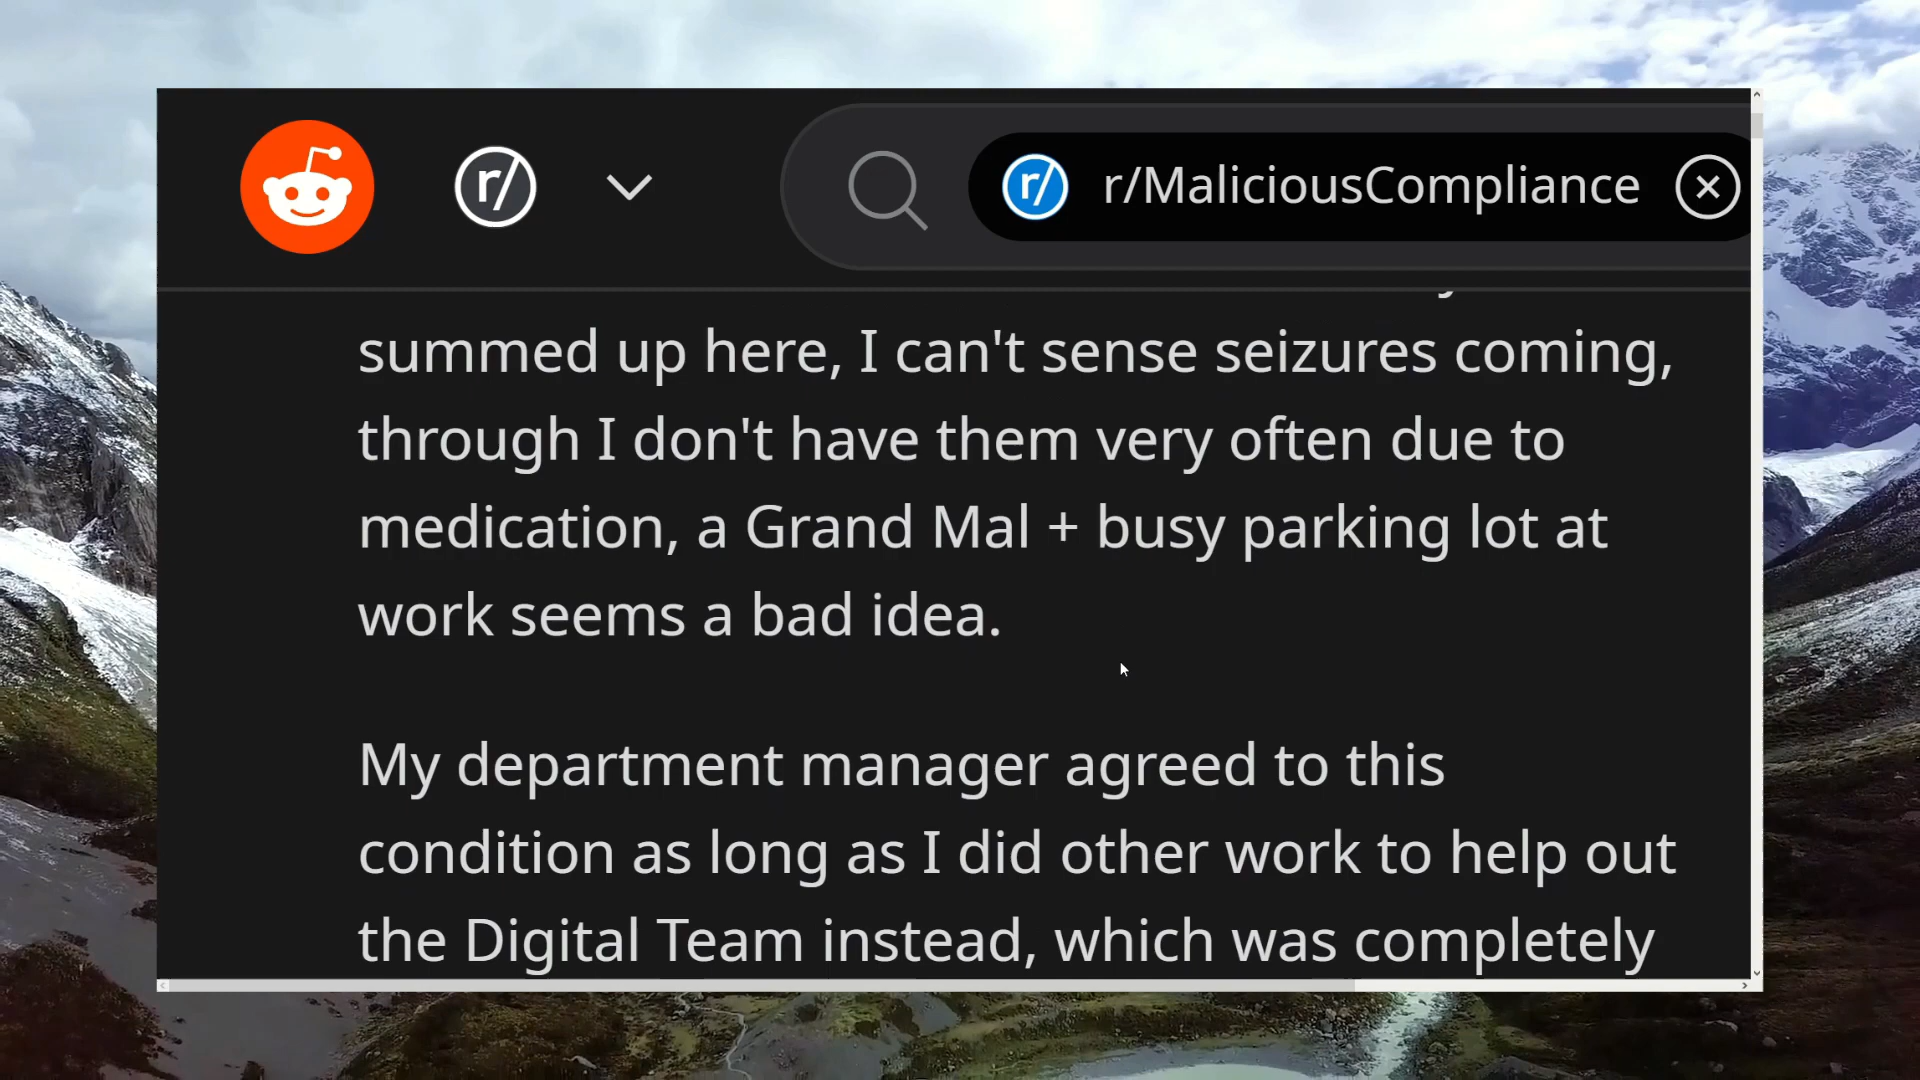 r/
r/ r/MaliciousCompliance
summed up here, I can't sense seizures coming,
through I don't have them very often due to
medication, a Grand Mal + busy parking lot at
work seems a bad idea.
My department manager agreed to this
condition as long as I did other work to help out
the Digital Team instead, which was completely